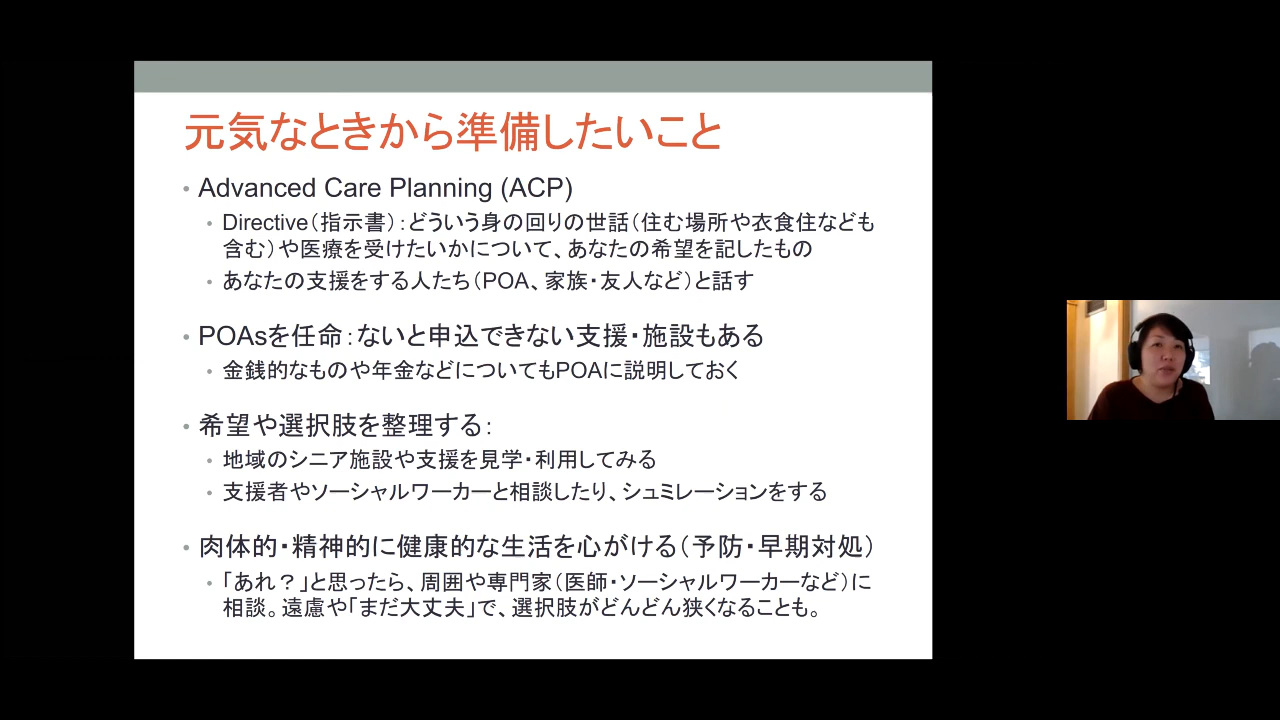 元気なときから準備したいこと
• Advanced Care Planning (ACP)
• Directive（指示書）：どういう身の回りの世話（住む場所や衣食住なども
含む）や医療を受けたいかについて、あなたの希望を記したもの
• あなたの支援をする人たち（POA、家族・友人など）と話す
• POAsを任命：ないと申込できない支援・施設もある
• 金銭的なものや年金などについてもPOAに説明しておく
• 希望や選択肢を整理する：
• 地域のシニア施設や支援を見学・利用してみる
• 支援者やソーシャルワーカーと相談したり、シュミレーションをする
• 肉体的・精神的に健康的な生活を心がける（予防・早期対処）
• 「あれ？」と思ったら、周囲や専門家（医師・ソーシャルワーカーなど）に
相談。遠慮や「まだ大丈夫」で、選択肢がどんどん狭くなることも。